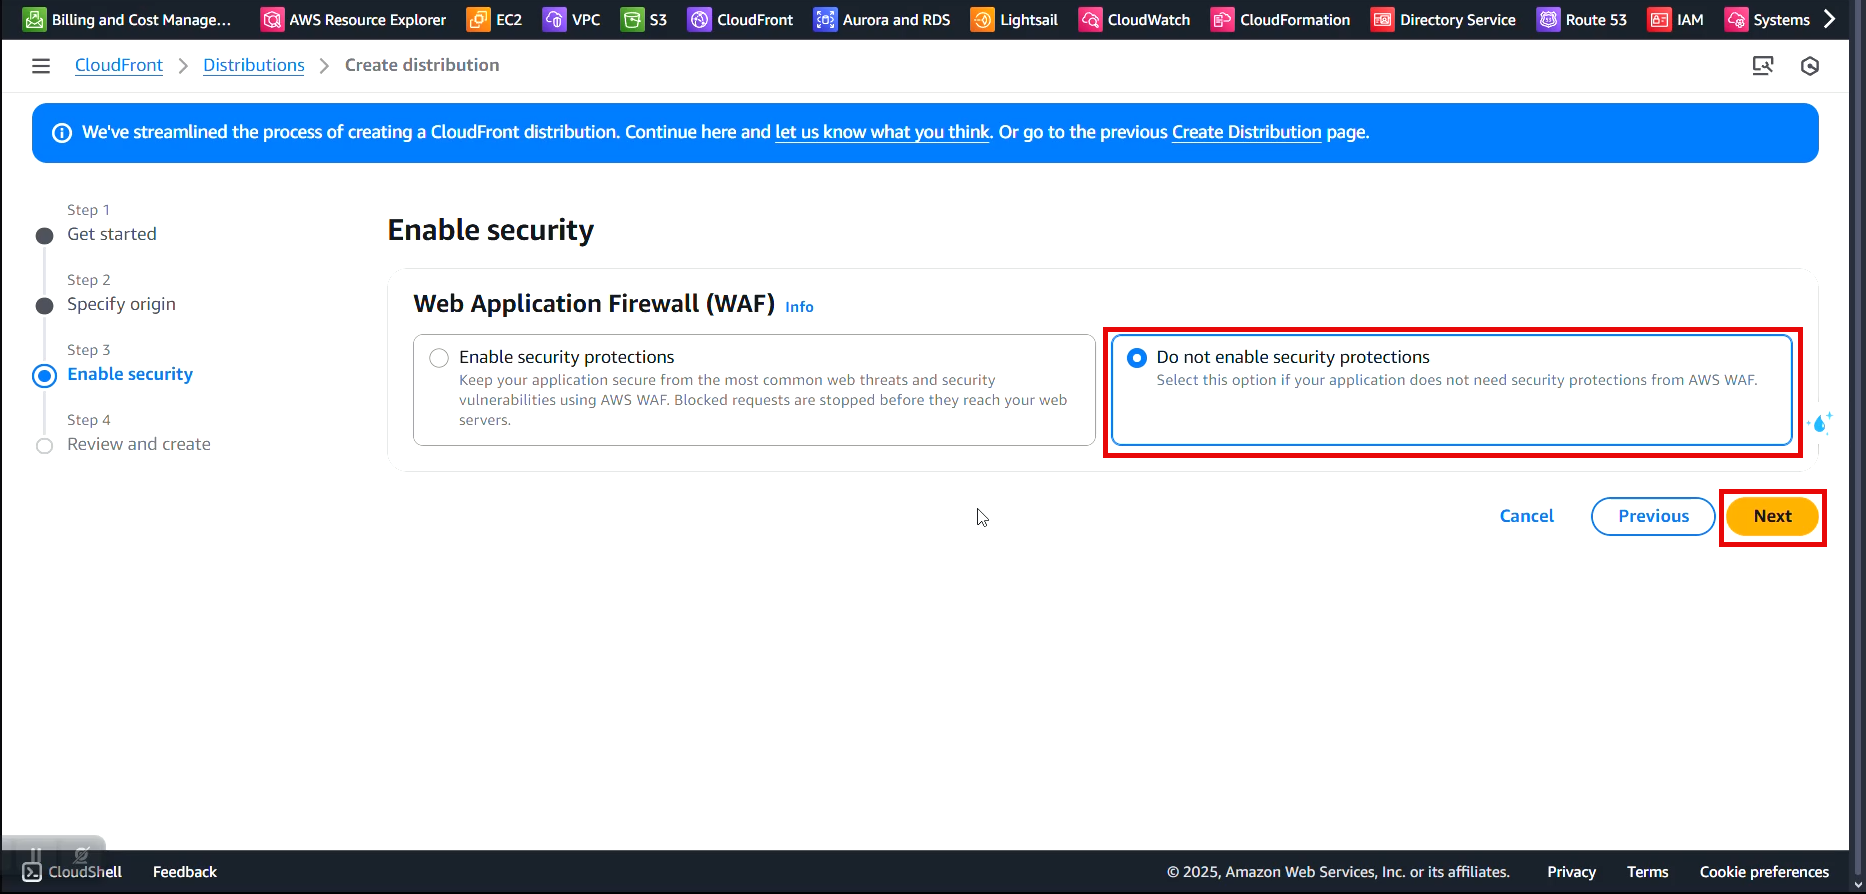 Billing and Cost Manage... AWS Resource Explorer EC2 VPC S3 CloudFront Aurora and RDS Lightsail CloudWatch CloudFormation Directory Service Route 53 IAM Systems
CloudFront Distributions Create distribution
We've streamlined the process of creating a CloudFront distribution. Continue here and let us know what you think. Or go to the previous Create Distribution page.
Step 1
Get started
Step 2
Specify origin
Step 3
Enable security
Step 4
Review and create
Enable security
Web Application Firewall (WAF) Info
Enable security protections
Keep your application secure from the most common web threats and security
vulnerabilities using AWS WAF. Blocked requests are stopped before they reach your web
servers.
Do not enable security protections
Select this option if your application does not need security protections from AWS WAF.
Cancel Previous Next
CloudShell Feedback © 2025, Amazon Web Services, Inc. or its affiliates. Privacy Terms Cookie preferences